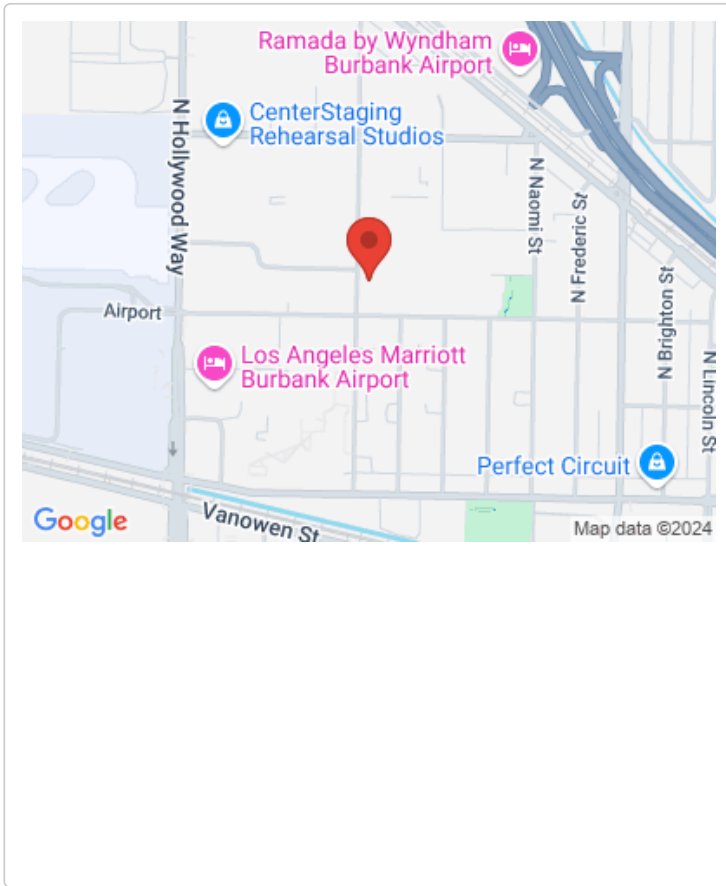 Ramada by Wyndham
Burbank Airport
CenterStaging
Rehearsal Studios
N Hollywood Way
N Naomi St
N Frederic St
Airport
N Brighton St
N Lincoln St
Los Angeles Marriott
Burbank Airport
Perfect Circuit
Vanowen St
Google
Map data ©2024